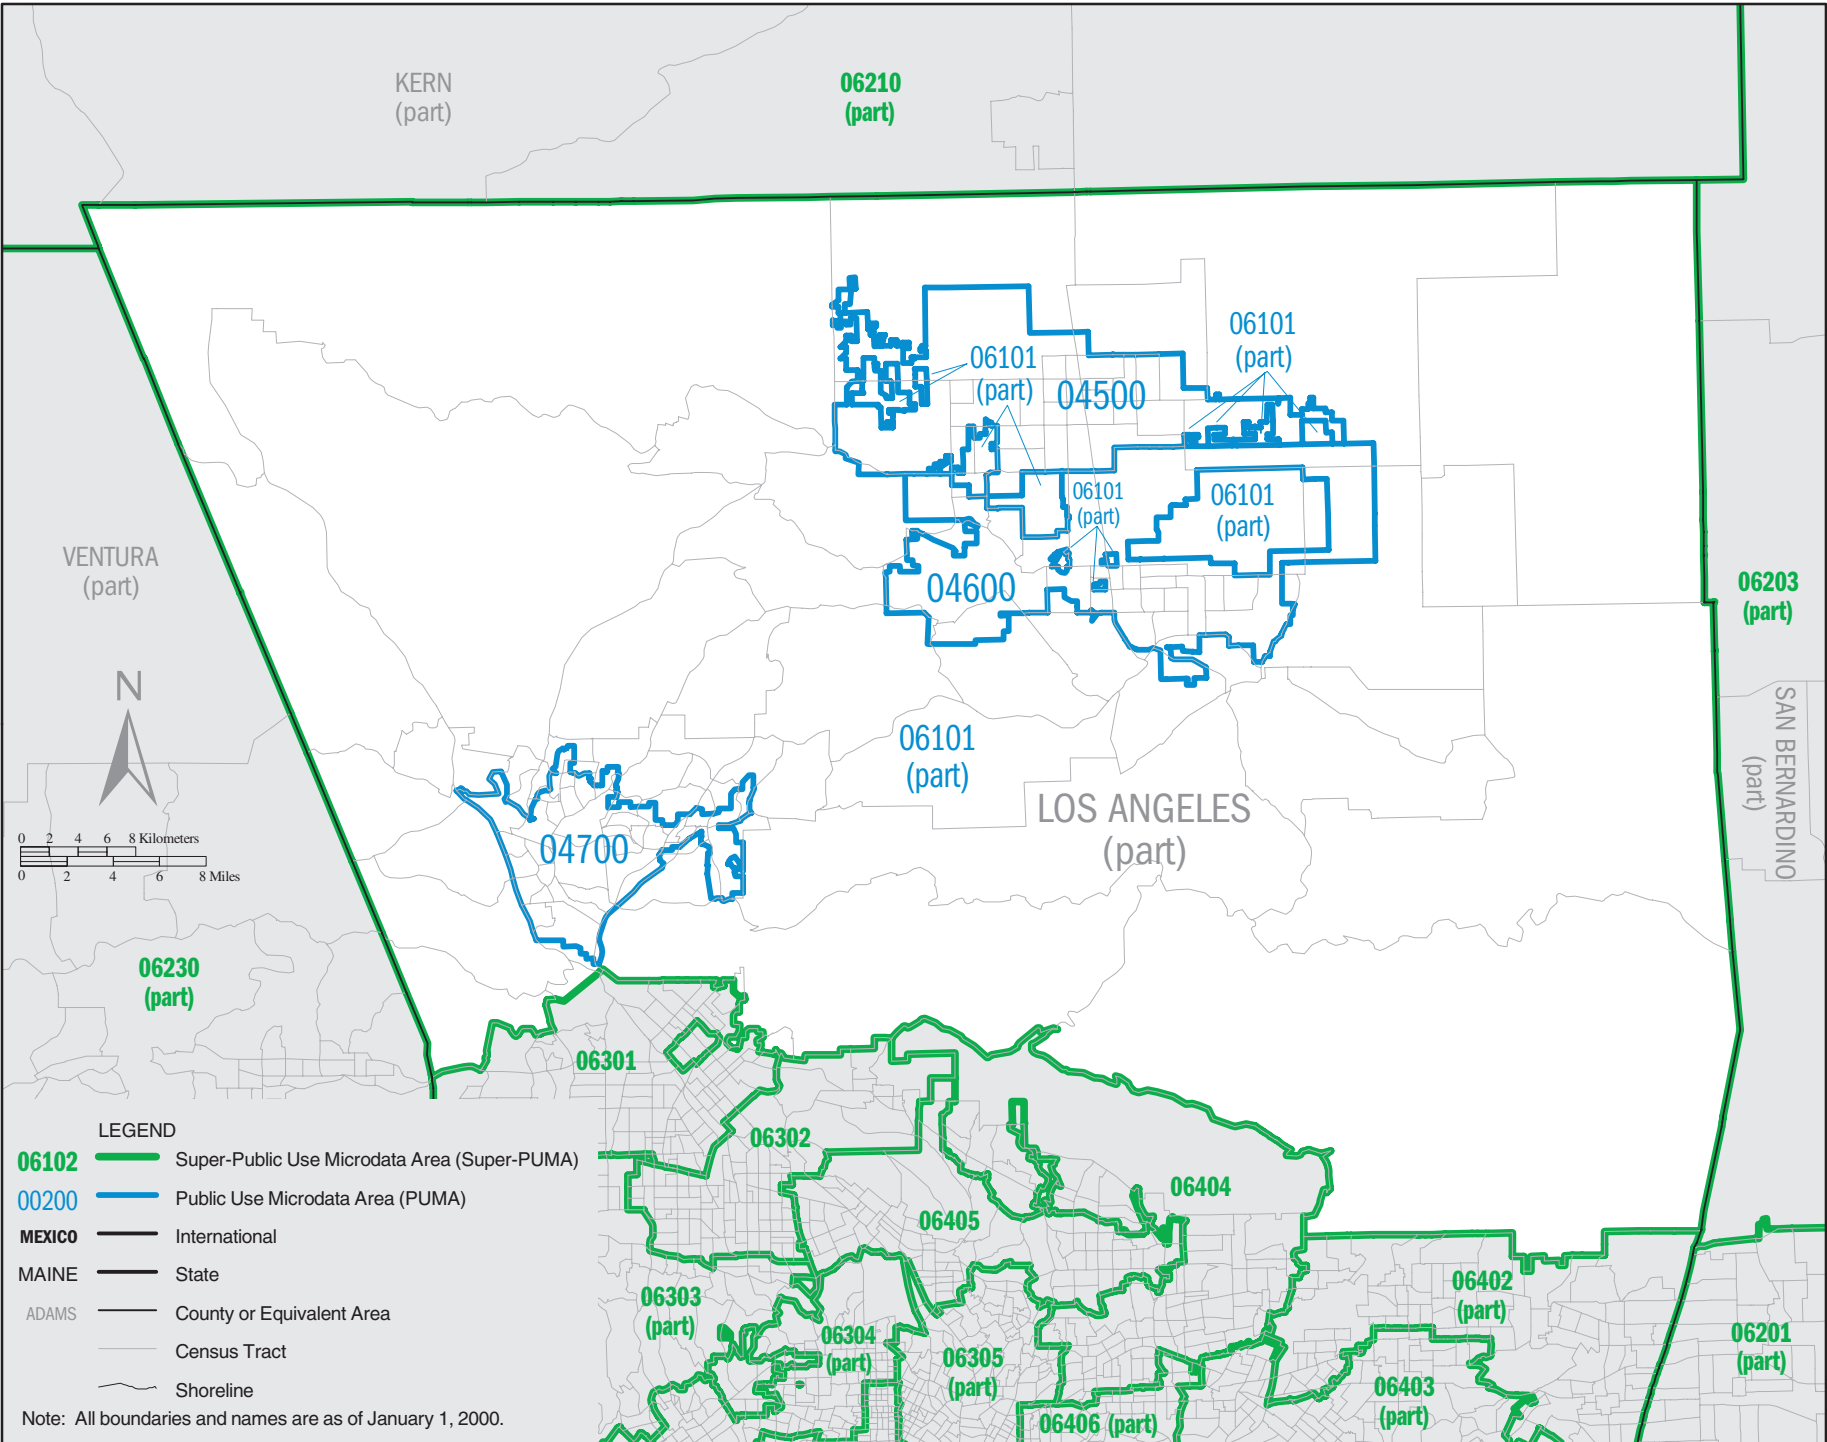 KERN
(part)
06210
(part)
06101
(part)
06101
(part)
04500
06101
(part)
06101
(part)
VENTURA
(part)
04600
06203
(part)
N
SAN BERNARDINO
(part)
06101
(part)
LOS ANGELES
(part)
0 2 4 6 8 Kilometers
0 2 4 6 8 Miles
04700
06230
(part)
06301
06302
06404
06405
LEGEND
06102 Super-Public Use Microdata Area (Super-PUMA)
00200 Public Use Microdata Area (PUMA)
MEXICO International
MAINE State
ADAMS County or Equivalent Area
Census Tract
Shoreline
Note: All boundaries and names are as of January 1, 2000.
06303
(part)
06304
(part)
06305
(part)
06402
(part)
06403
(part)
06406 (part)
06201
(part)